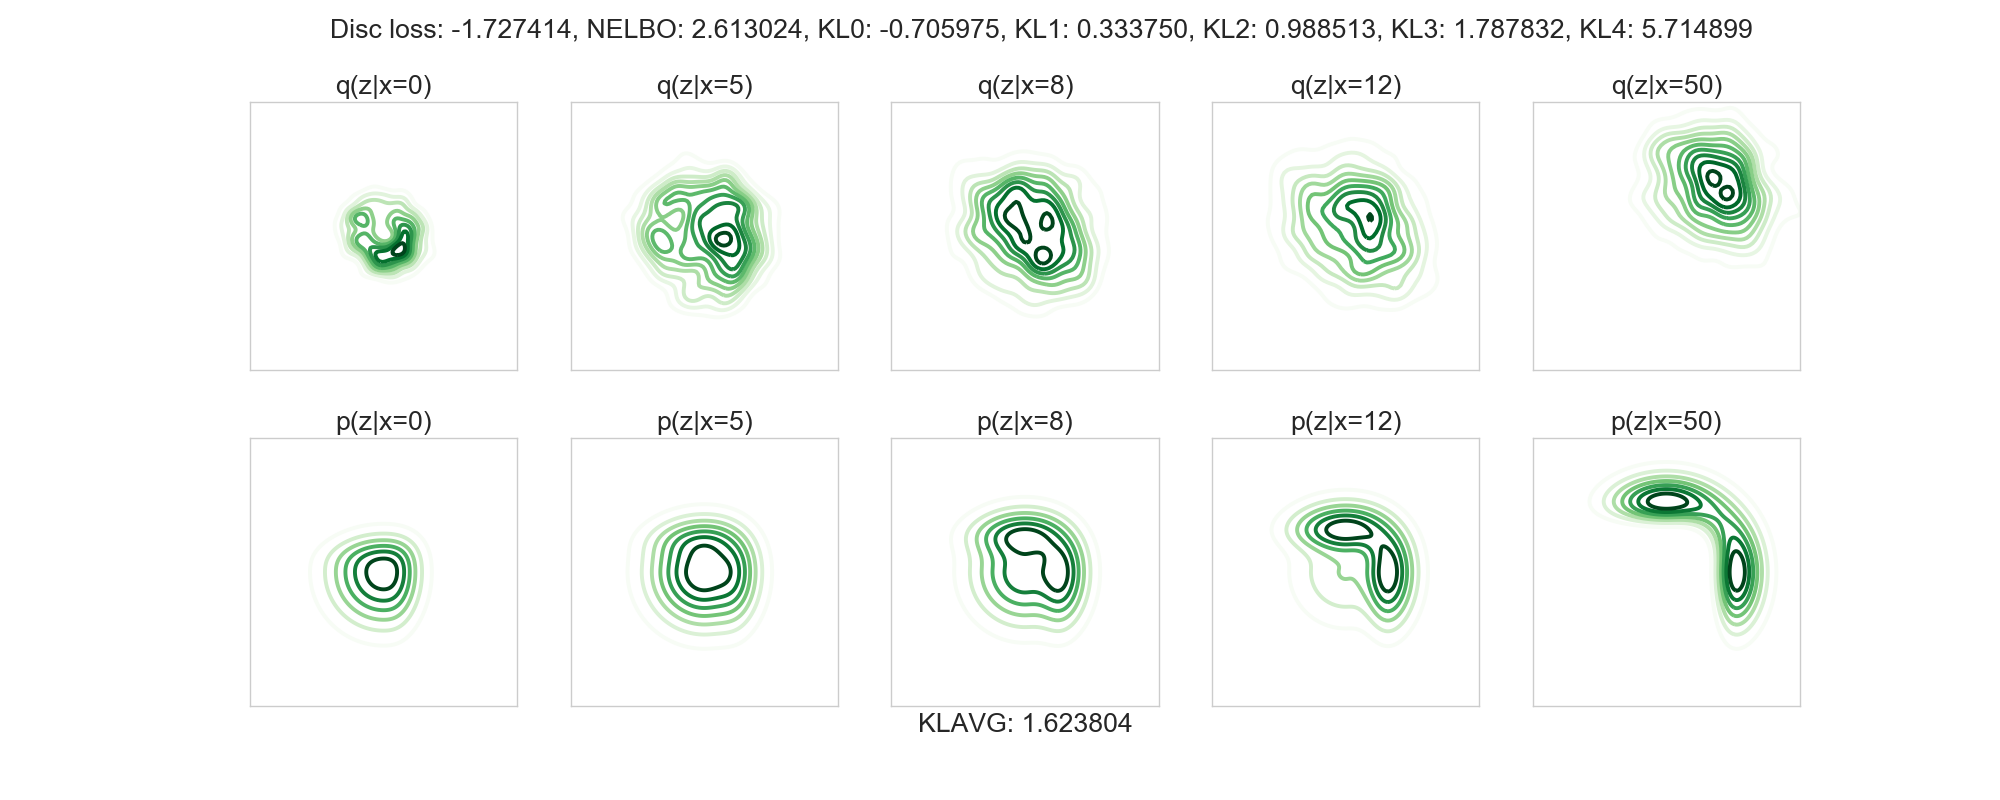 Disc loss: -1.727414, NELBO: 2.613024, KL0: -0.705975, KL1: 0.333750, KL2: 0.988513, KL3: 1.787832, KL4: 5.714899
q(z|x=0) q(z|x=5) q(z|x=8) q(z|x=12) q(z|x=50)
p(z|x=0) p(z|x=5) p(z|x=8) p(z|x=12) p(z|x=50)
KLAVG: 1.623804